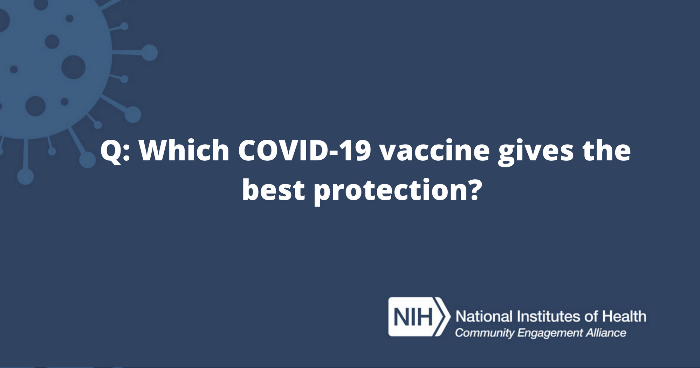 Q: Which COVID-19 vaccine gives the
best protection?
NIH National Institutes of Health
Community Engagement Alliance